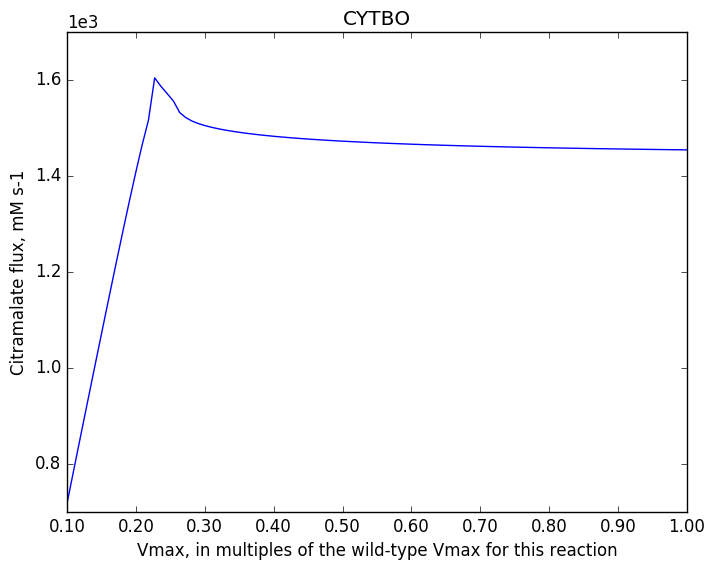 CYTBO
1e3
1.6
1.4
1.2
1.0
0.8
Citramalate flux, mM s-1
0.10 0.20 0.30 0.40 0.50 0.60 0.70 0.80 0.90 1.00
Vmax, in multiples of the wild-type Vmax for this reaction